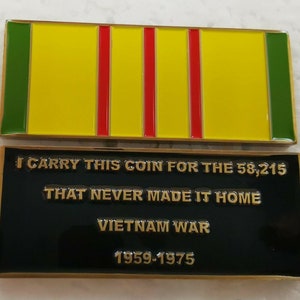 I CARRY THIS COIN FOR THE 58,215
THAT NEVER MADE IT HOME
VIETNAM WAR
1959-1975